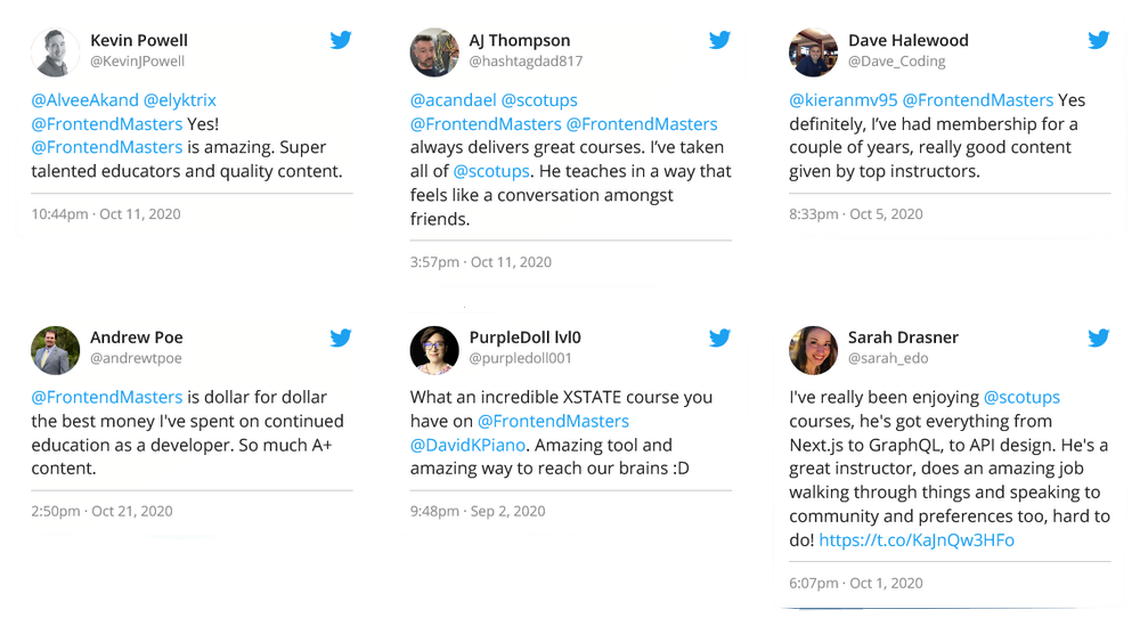 Kevin Powell
@KevinJPowell
@AlveeAkand @elyktrix
@FrontendMasters Yes!
@FrontendMasters is amazing. Super
talented educators and quality content.
10:44pm · Oct 11, 2020
AJ Thompson
@hashtagdad817
@acandael @scotups
@FrontendMasters @FrontendMasters
always delivers great courses. I’ve taken
all of @scotups. He teaches in a way that
feels like a conversation amongst
friends.
3:57pm · Oct 11, 2020
Dave Halewood
@Dave_Coding
@kieranmv95 @FrontendMasters Yes
definitely, I’ve had membership for a
couple of years, really good content
given by top instructors.
8:33pm · Oct 5, 2020
Andrew Poe
@andrewtpoe
@FrontendMasters is dollar for dollar
the best money I've spent on continued
education as a developer. So much A+
content.
2:50pm · Oct 21, 2020
PurpleDoll lvl0
@purpledoll001
What an incredible XSTATE course you
have on @FrontendMasters
@DavidKPiano. Amazing tool and
amazing way to reach our brains :D
9:48pm · Sep 2, 2020
Sarah Drasner
@sarah_edo
I've really been enjoying @scotups
courses, he's got everything from
Next.js to GraphQL, to API design. He's a
great instructor, does an amazing job
walking through things and speaking to
community and preferences too, hard to
do! https://t.co/KaJnQw3HFo
6:07pm · Oct 1, 2020